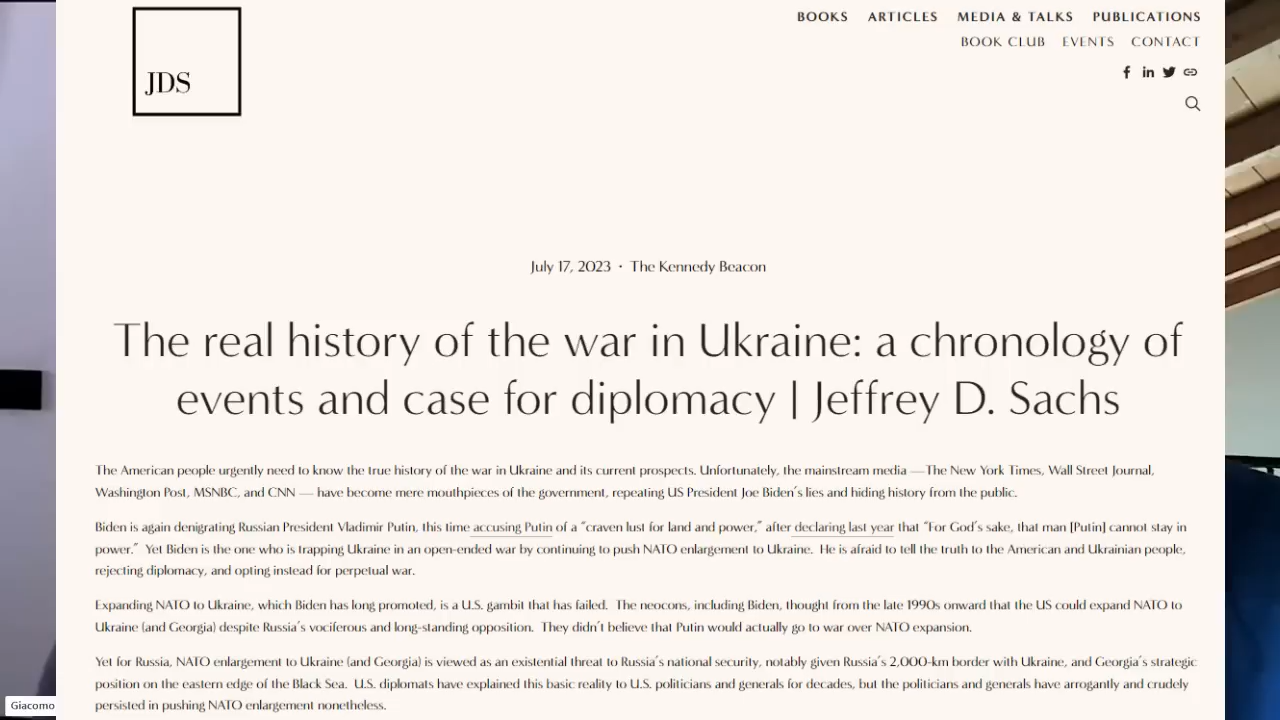 JDS
BOOKS ARTICLES MEDIA & TALKS PUBLICATIONS
BOOK CLUB EVENTS CONTACT
July 17, 2023 · The Kennedy Beacon
The real history of the war in Ukraine: a chronology of
events and case for diplomacy | Jeffrey D. Sachs
The American people urgently need to know the true history of the war in Ukraine and its current prospects. Unfortunately, the mainstream media —The New York Times, Wall Street Journal,
Washington Post, MSNBC, and CNN — have become mere mouthpieces of the government, repeating US President Joe Biden's lies and hiding history from the public.
Biden is again denigrating Russian President Vladimir Putin, this time accusing Putin of a "craven lust for land and power," after declaring last year that "For God's sake, that man [Putin] cannot stay in
power." Yet Biden is the one who is trapping Ukraine in an open-ended war by continuing to push NATO enlargement to Ukraine. He is afraid to tell the truth to the American and Ukrainian people,
rejecting diplomacy, and opting instead for perpetual war.
Expanding NATO to Ukraine, which Biden has long promoted, is a U.S. gambit that has failed. The neocons, including Biden, thought from the late 1990s onward that the US could expand NATO to
Ukraine (and Georgia) despite Russia's vociferous and long-standing opposition. They didn't believe that Putin would actually go to war over NATO expansion.
Yet for Russia, NATO enlargement to Ukraine (and Georgia) is viewed as an existential threat to Russia's national security, notably given Russia's 2,000-km border with Ukraine, and Georgia's strategic
position on the eastern edge of the Black Sea. U.S. diplomats have explained this basic reality to U.S. politicians and generals for decades, but the politicians and generals have arrogantly and crudely
persisted in pushing NATO enlargement nonetheless.
Giacomo